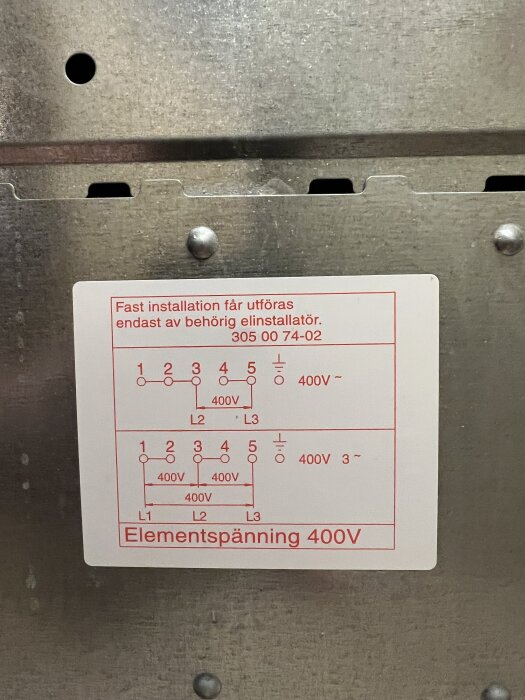 Fast installation får utföras
endast av behörig elinstallatör.
305 00 74-02
1 2 3 4 5
400V ~
400V
L2 L3
1 2 3 4 5
400V 3~
400V 400V
400V
L1 L2 L3
Elementspänning 400V